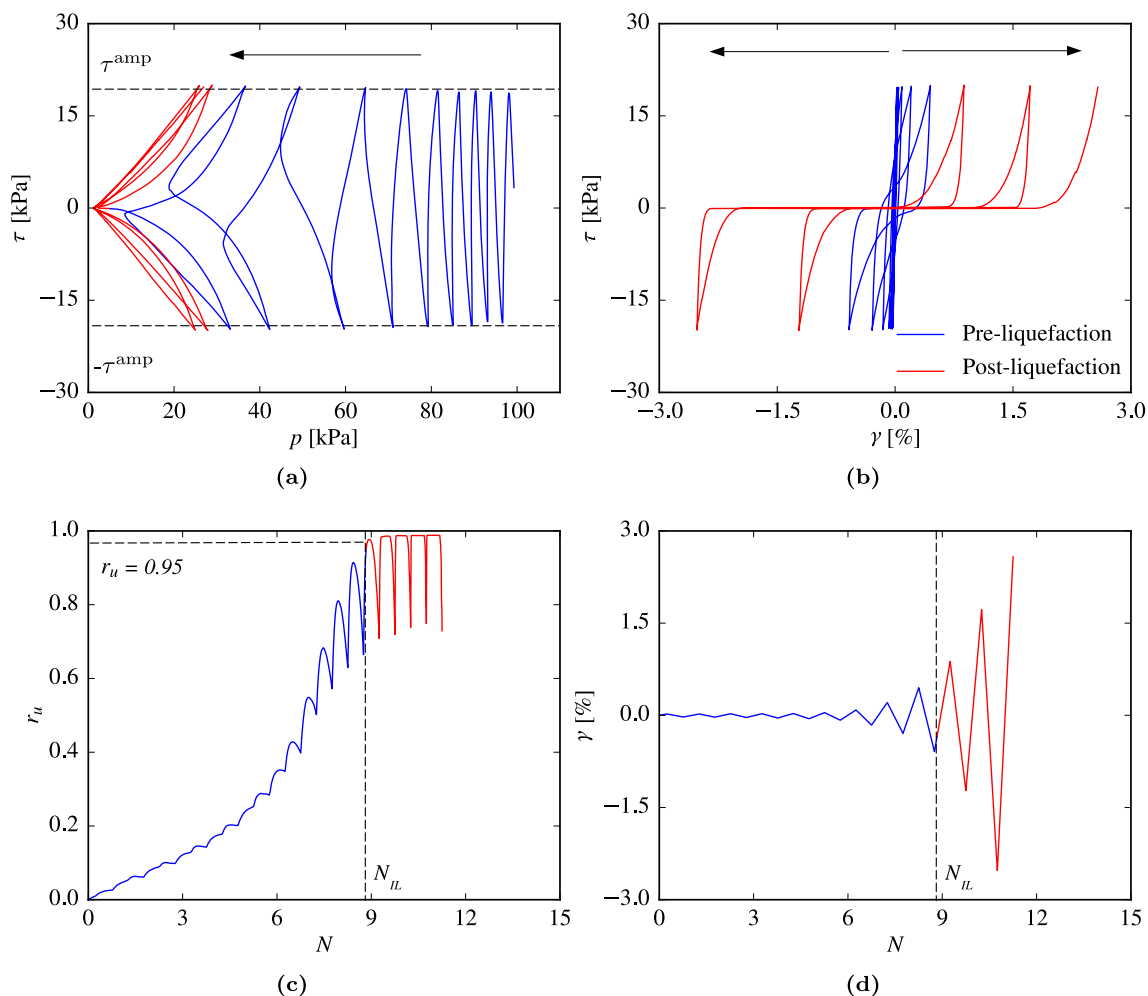 30
15
0
−15
−30
τ [kPa]
τ^amp
-τ^amp
0 20 40 60 80 100
p [kPa]
(a)
30
15
0
−15
−30
τ [kPa]
Pre-liquefaction
Post-liquefaction
−3.0 −1.5 0.0 1.5 3.0
γ [%]
(b)
1.0
0.8
0.6
0.4
0.2
0.0
r_u
r_u = 0.95
N_IL
0 3 6 9 12 15
N
(c)
3.0
1.5
0.0
−1.5
−3.0
γ [%]
N_IL
0 3 6 9 12 15
N
(d)